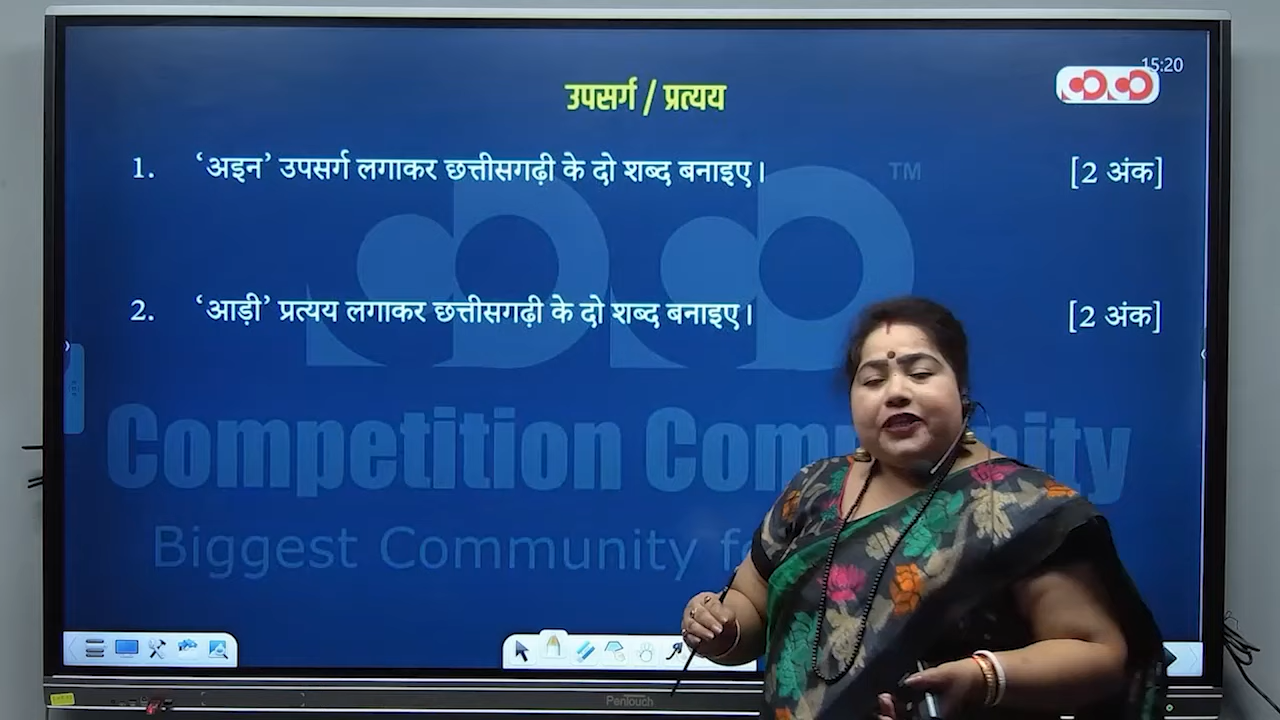 15:20
उपसर्ग / प्रत्यय
1. ‘अइन’ उपसर्ग लगाकर छत्तीसगढ़ी के दो शब्द बनाइए। [2 अंक]
TM
2. ‘आड़ी’ प्रत्यय लगाकर छत्तीसगढ़ी के दो शब्द बनाइए। [2 अंक]
Competition
Biggest Community
Pentouch